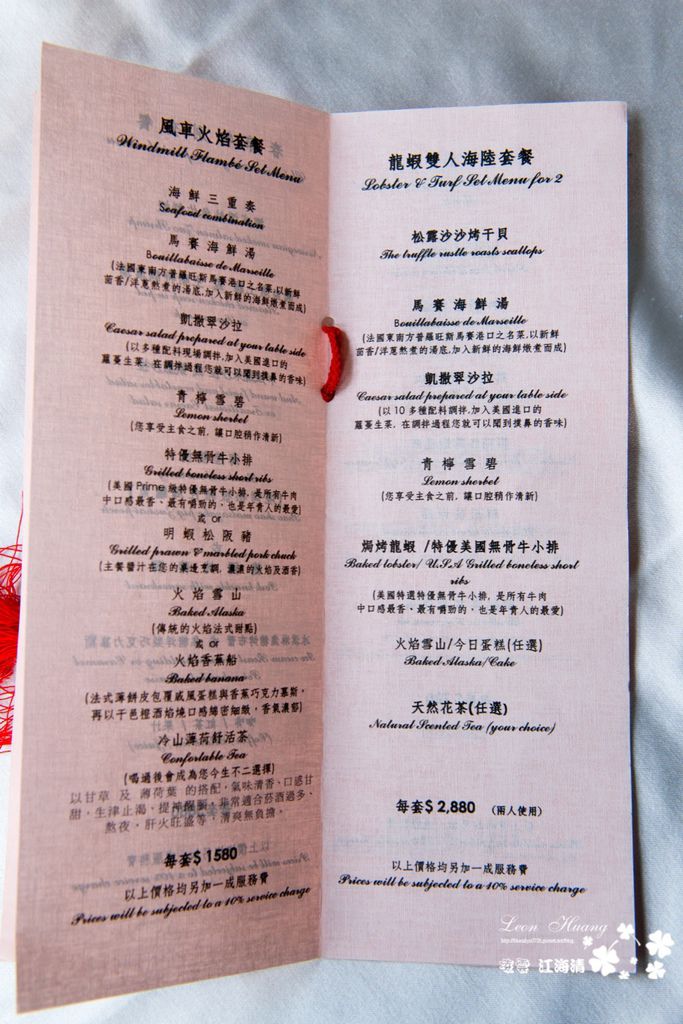 風車火焰套餐
Windmill Flambé Set Menu
海鮮三重奏
Seafood combination
馬賽海鮮湯
Bouillabaisse de Marseille
(法國東南方普羅旺斯馬賽港口之名菜,以新鮮
茴香/洋蔥熬煮的湯底,加入新鮮的海鮮燉煮而成)
凱撒翠沙拉
Caesar salad prepared at your table side
(以多種配料現場調拌,加入美國進口的
蘿蔓生菜. 在調拌過程您就可以聞到撲鼻的香味)
青檸雪碧
Lemon sherbet
(您享受主食之前, 讓口腔稍作清新)
特優無骨牛小排
Grilled boneless short ribs
(美國 Prime 級特優無骨牛小排, 是所有牛肉
中口感最香、最有嚼勁的, 也是年青人的最愛)
或 or
明蝦松阪豬
Grilled prawn & marbled pork chuck
(主餐醬汁在您的桌邊烹調, 濃濃的火焰及酒香)
火焰雪山
Baked Alaska
(傳統的火焰法式甜點)
或 or
火焰香蕉船
Baked banana
(法式薄餅皮包覆戚風蛋糕與香蕉巧克力慕斯,
再以干邑橙酒焰燒口感綿密細緻, 香氣濃郁)
冷山薄荷舒活茶
Confortable Tea
(喝過後會成為您今生不二選擇)
以甘草 及 薄荷葉 的搭配, 氣味清香、口感甘
甜, 生津止渴、提神醒腦, 非常適合菸酒過多、
熬夜、肝火旺盛等, 清爽無負擔。
每套$ 1580
以上價格均另加一成服務費
Prices will be subjected to a 10% service charge
龍蝦雙人海陸套餐
Lobster & Turf Set Menu for 2
松露沙沙烤干貝
The truffle rustle roasts scallops
馬賽海鮮湯
Bouillabaisse de Marseille
(法國東南方普羅旺斯馬賽港口之名菜,以新鮮
茴香/洋蔥熬煮的湯底,加入新鮮的海鮮燉煮而成)
凱撒翠沙拉
Caesar salad prepared at your table side
(以 10 多種配料調拌,加入美國進口的
蘿蔓生菜. 在調拌過程您就可以聞到撲鼻的香味)
青檸雪碧
Lemon sherbet
(您享受主食之前, 讓口腔稍作清新)
焗烤龍蝦 /特優美國無骨牛小排
Baked lobster/ U.S.A Grilled boneless short
ribs
(美國特選特優無骨牛小排, 是所有牛肉
中口感最香、最有嚼勁的, 也是年青人的最愛)
火焰雪山/今日蛋糕(任選)
Baked Alaska/Cake
天然花茶(任選)
Natural Scented Tea (your choice)
每套$ 2,880 (兩人使用)
以上價格均另加一成服務費
Prices will be subjected to a 10% service charge
Leon Huang
江海清